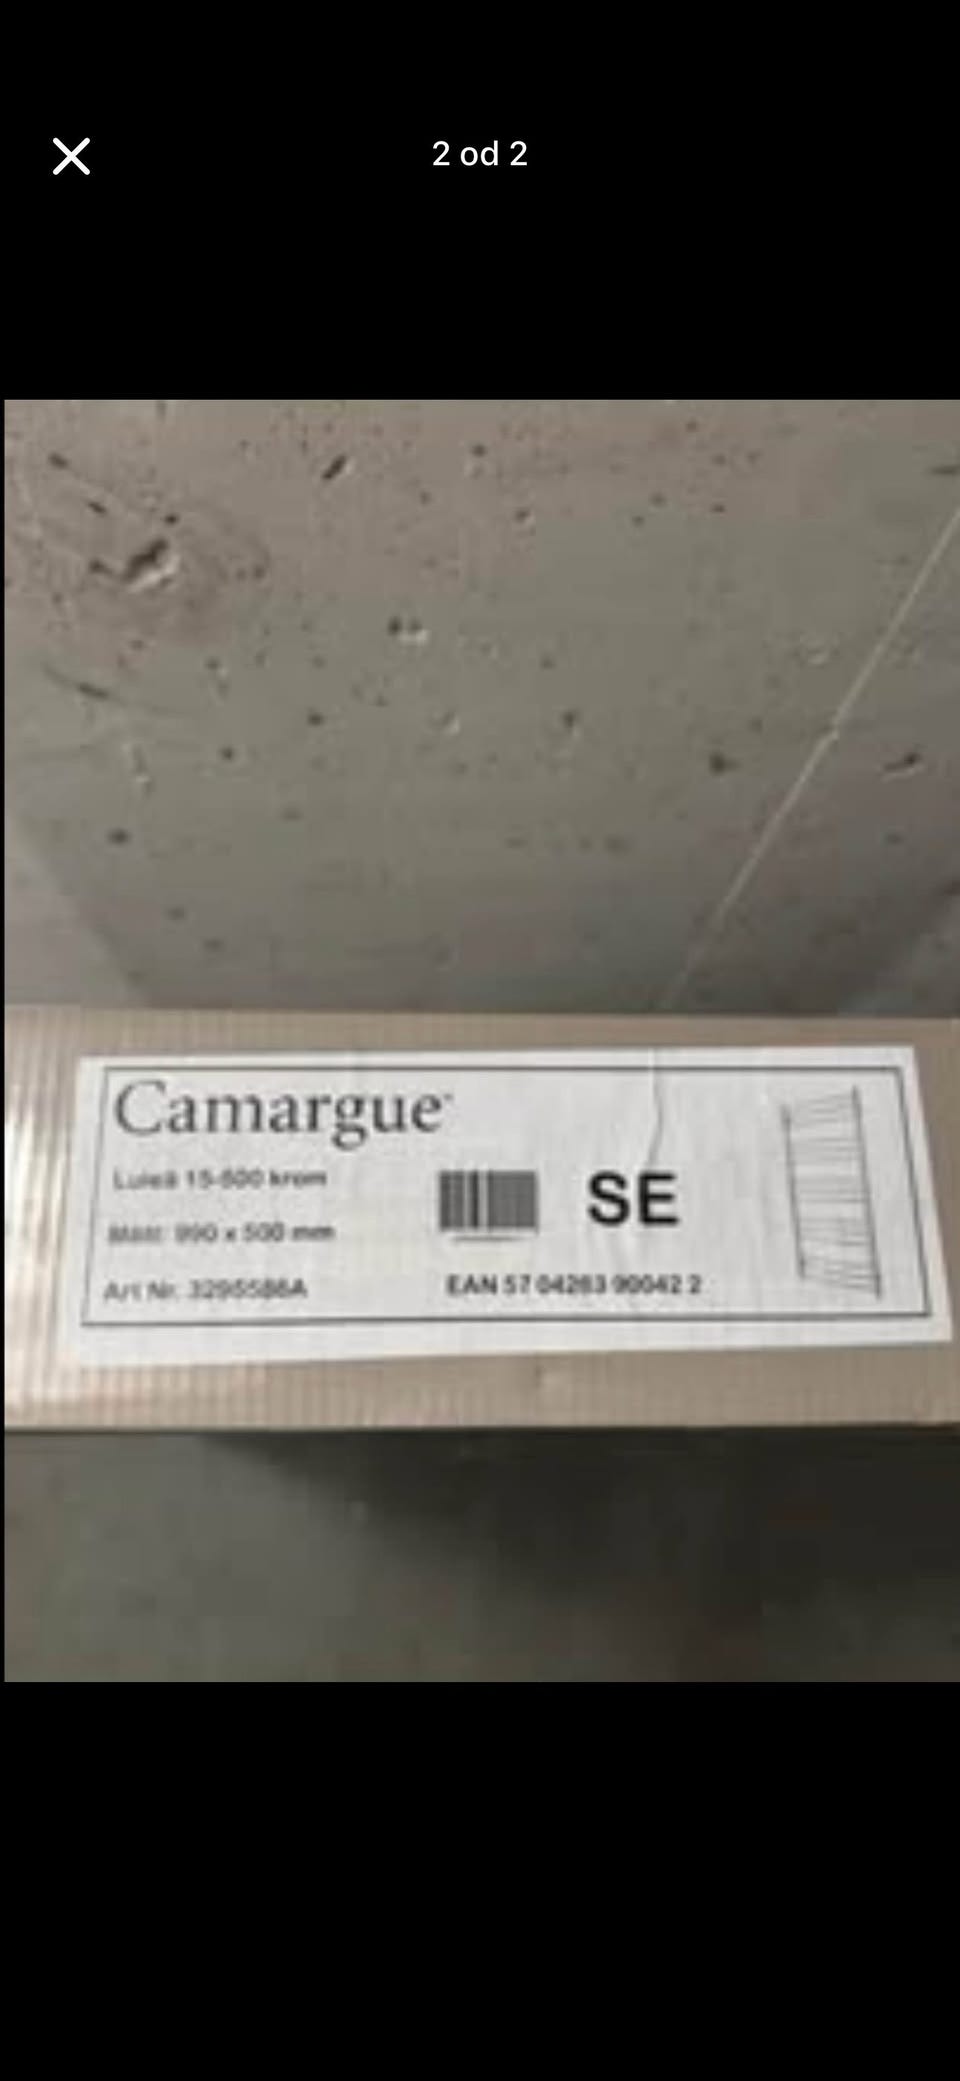 2 od 2
Camargue
Luleå 15-500 krom
Mått: 990 x 500 mm
SE
Art Nr. 3295586A
EAN 57 04263 90042 2